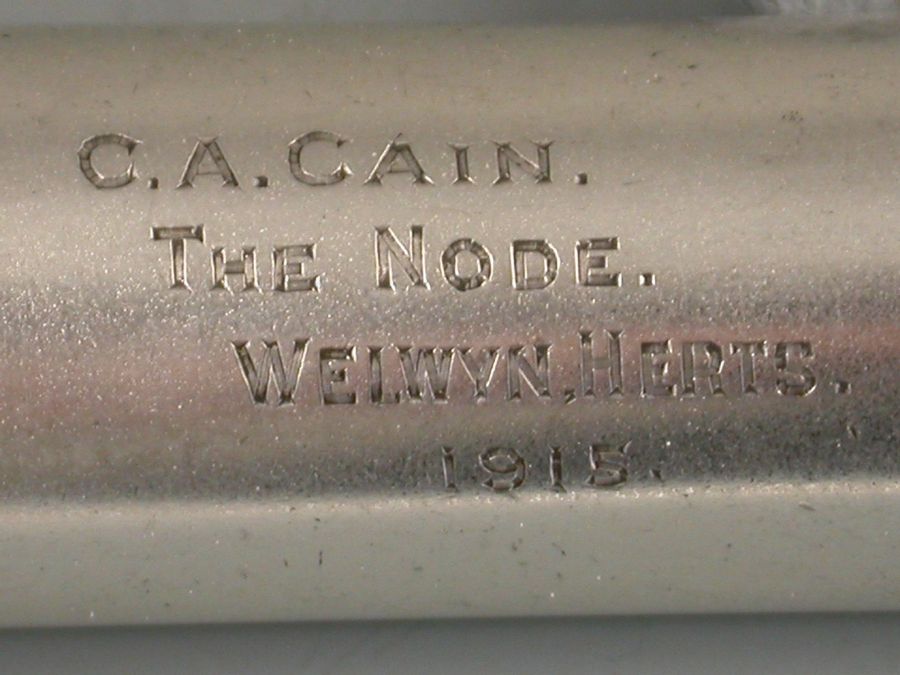 C. A. CAIN.
THE NODE.
WELWYN, HERTS.
1915.